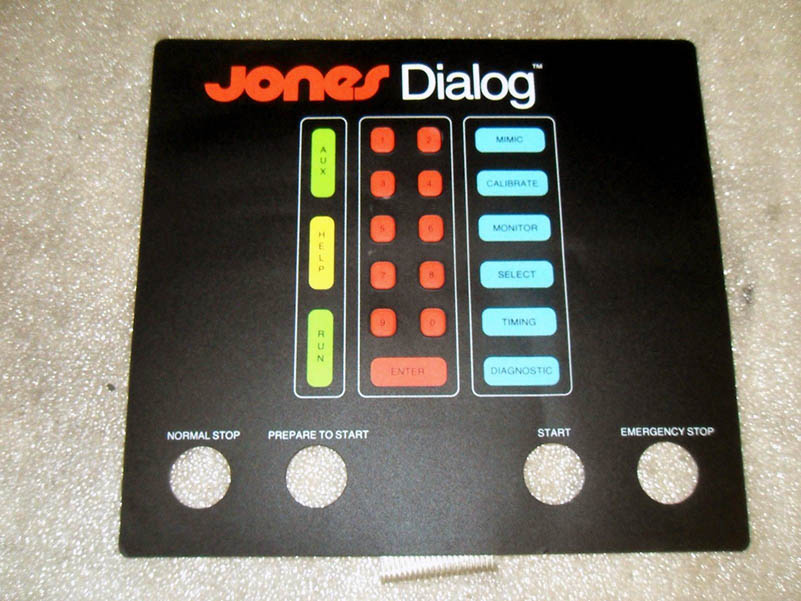 Jones Dialog™
AUX
HELP
RUN
1 2
3 4
5 6
7 8
9 0
ENTER
MIMIC
CALIBRATE
MONITOR
SELECT
TIMING
DIAGNOSTIC
NORMAL STOP
PREPARE TO START
START
EMERGENCY STOP